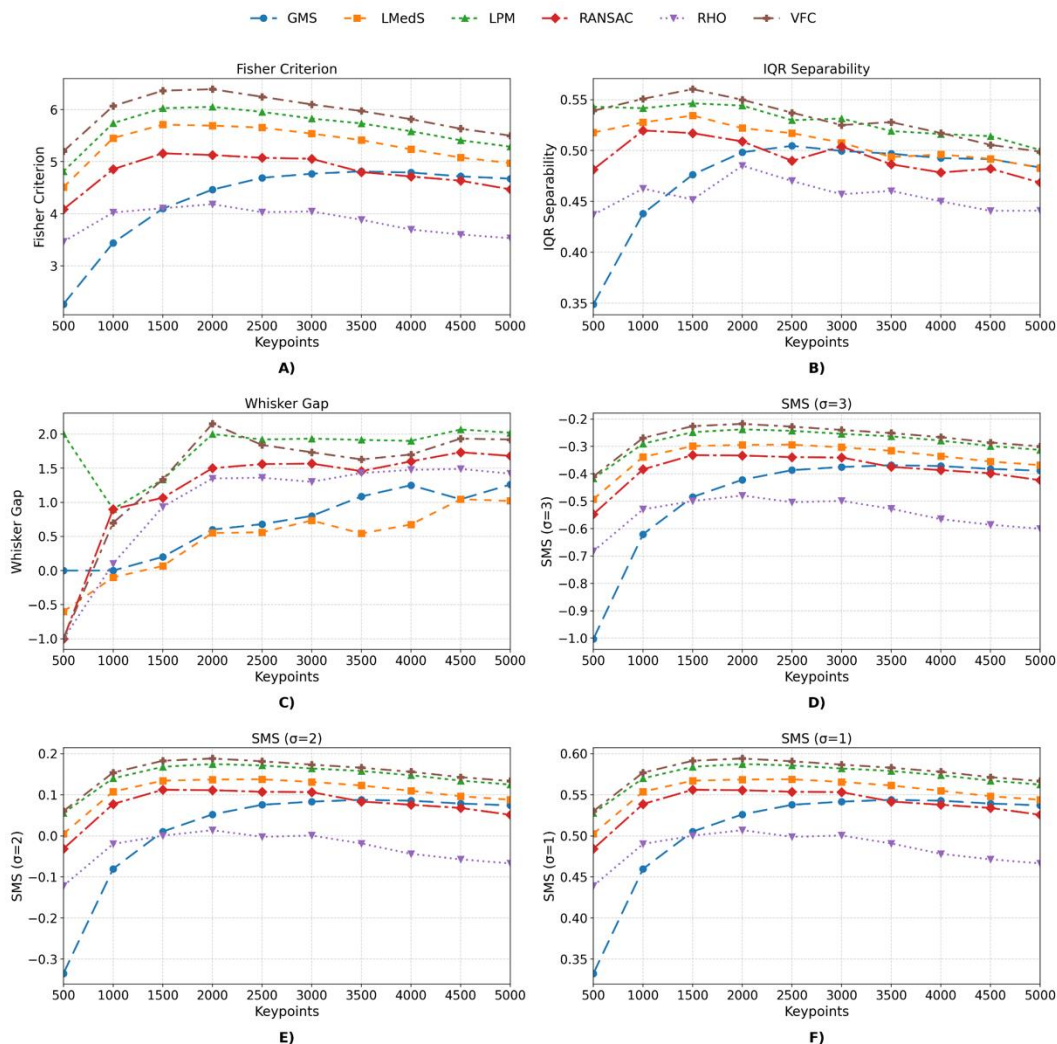 GMS LMedS LPM RANSAC RHO VFC
Fisher Criterion
Fisher Criterion
6
5
4
3
500 1000 1500 2000 2500 3000 3500 4000 4500 5000
Keypoints
A)
IQR Separability
IQR Separability
0.55
0.50
0.45
0.40
0.35
500 1000 1500 2000 2500 3000 3500 4000 4500 5000
Keypoints
B)
Whisker Gap
Whisker Gap
2.0
1.5
1.0
0.5
0.0
−0.5
−1.0
500 1000 1500 2000 2500 3000 3500 4000 4500 5000
Keypoints
C)
SMS (σ=3)
SMS (σ=3)
−0.2
−0.3
−0.4
−0.5
−0.6
−0.7
−0.8
−0.9
−1.0
500 1000 1500 2000 2500 3000 3500 4000 4500 5000
Keypoints
D)
SMS (σ=2)
SMS (σ=2)
0.2
0.1
0.0
−0.1
−0.2
−0.3
500 1000 1500 2000 2500 3000 3500 4000 4500 5000
Keypoints
E)
SMS (σ=1)
SMS (σ=1)
0.60
0.55
0.50
0.45
0.40
0.35
500 1000 1500 2000 2500 3000 3500 4000 4500 5000
Keypoints
F)